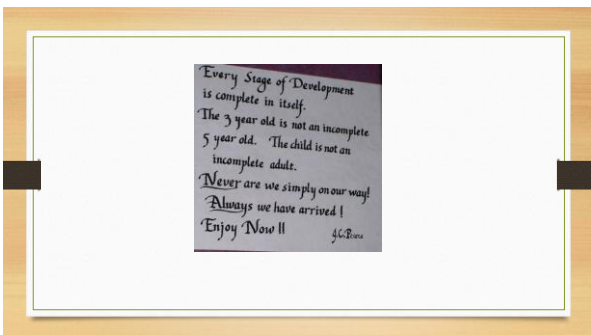 Every Stage of Development
is complete in itself.
The 3 year old is not an incomplete
5 year old. The child is not an
incomplete adult.
Never are we simply on our way!
Always we have arrived!
Enjoy Now!!
J.C.